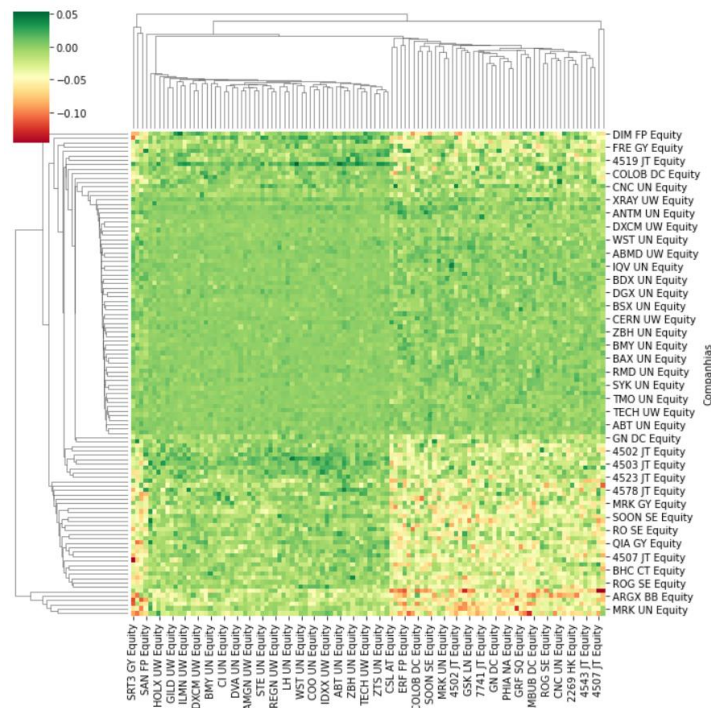 0.05
0.00
−0.05
−0.10
DIM FP Equity
FRE GY Equity
4519 JT Equity
COLOB DC Equity
CNC UN Equity
XRAY UW Equity
ANTM UN Equity
DXCM UW Equity
WST UN Equity
ABMD UW Equity
IQV UN Equity
BDX UN Equity
DGX UN Equity
BSX UN Equity
CERN UW Equity
ZBH UN Equity
BMY UN Equity
BAX UN Equity
RMD UN Equity
SYK UN Equity
TMO UN Equity
TECH UW Equity
ABT UN Equity
GN DC Equity
4502 JT Equity
4503 JT Equity
4523 JT Equity
4578 JT Equity
MRK GY Equity
SOON SE Equity
RO SE Equity
QIA GY Equity
4507 JT Equity
BHC CT Equity
ROG SE Equity
ARGX BB Equity
MRK UN Equity
Companhias
SRT3 GY Equity
SAN FP Equity
HOLX UW Equity
GILD UW Equity
ILMN UW Equity
DXCM UW Equity
BMY UN Equity
CI UN Equity
DVA UN Equity
AMGN UW Equity
STE UN Equity
REGN UW Equity
LH UN Equity
WST UN Equity
COO UN Equity
IDXX UW Equity
ABT UN Equity
ZBH UN Equity
TECH UW Equity
ZTS UN Equity
CSL AT Equity
ERF FP Equity
COLOB DC Equity
SOON SE Equity
MRK UN Equity
4502 JT Equity
GSK LN Equity
7741 JT Equity
GN DC Equity
PHIA NA Equity
GRF SQ Equity
AMBUB DC Equity
ROG SE Equity
CNC UN Equity
2269 HK Equity
4543 JT Equity
4507 JT Equity